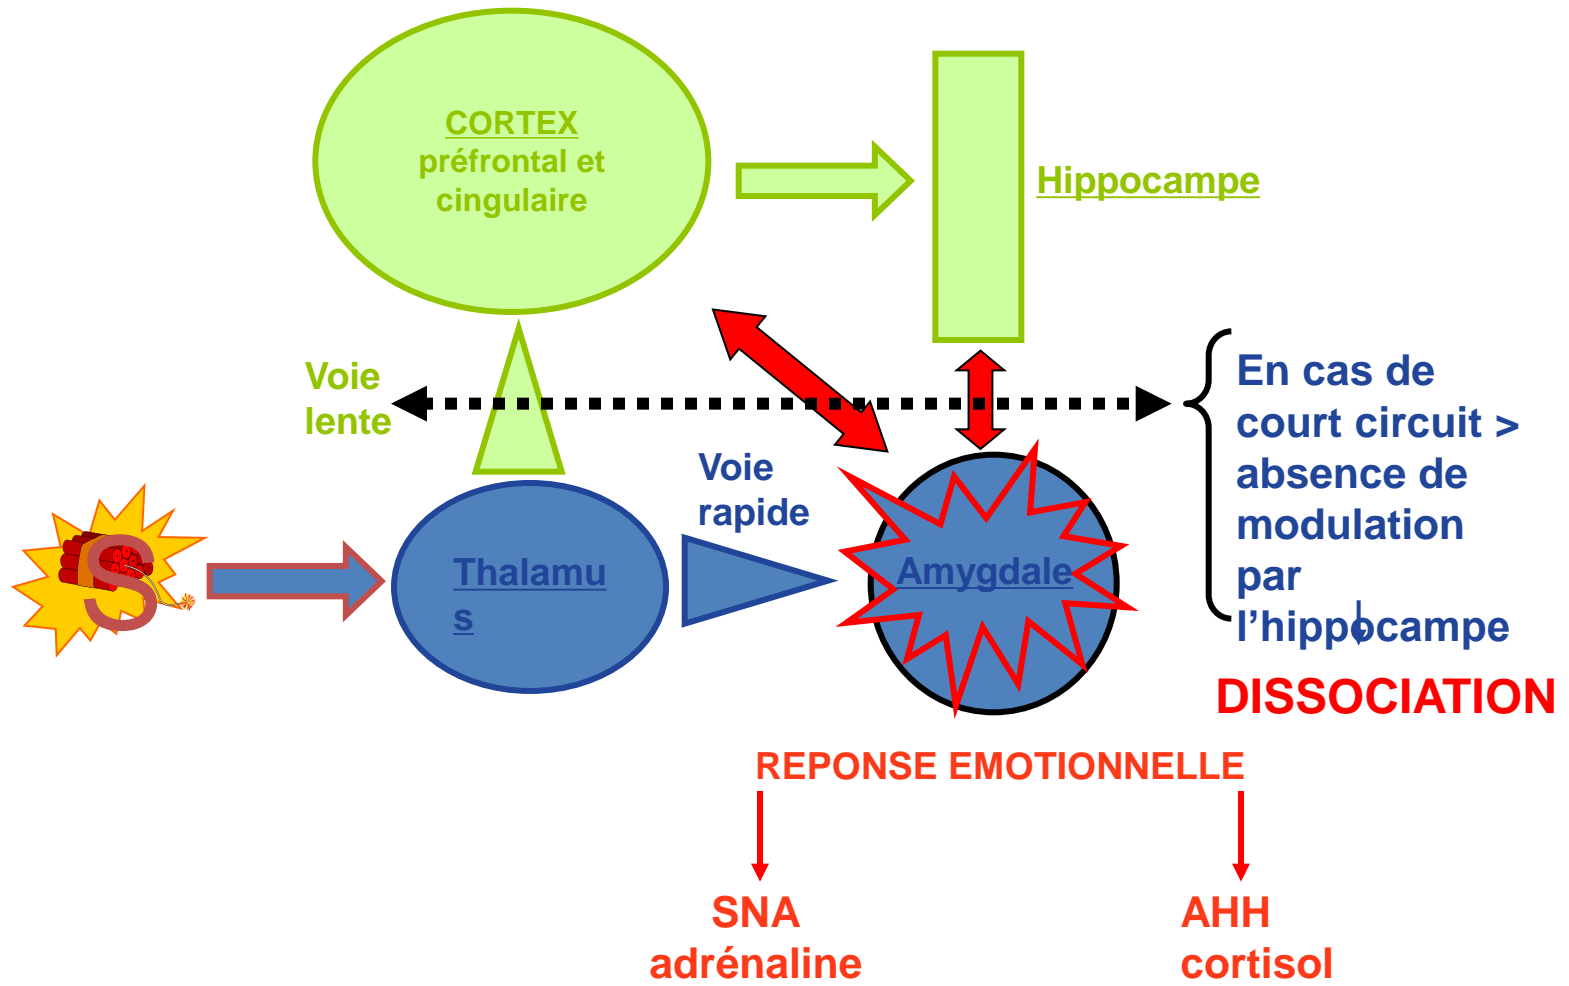 CORTEX
préfrontal et
cingulaire
Hippocampe
Voie
lente
Voie
rapide
S
Thalamu
s
Amygdale
En cas de
court circuit >
absence de
modulation
par
l’hippocampe
DISSOCIATION
REPONSE EMOTIONNELLE
SNA
adrénaline
AHH
cortisol